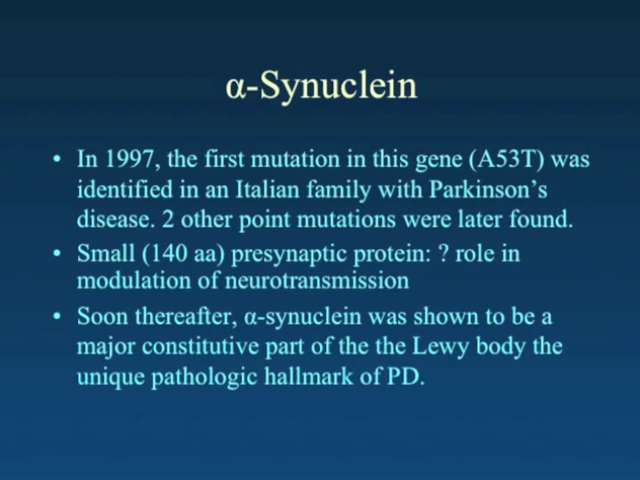 α-Synuclein
• In 1997, the first mutation in this gene (A53T) was
identified in an Italian family with Parkinson's
disease. 2 other point mutations were later found.
• Small (140 aa) presynaptic protein: ? role in
modulation of neurotransmission
• Soon thereafter, α-synuclein was shown to be a
major constitutive part of the the Lewy body the
unique pathologic hallmark of PD.